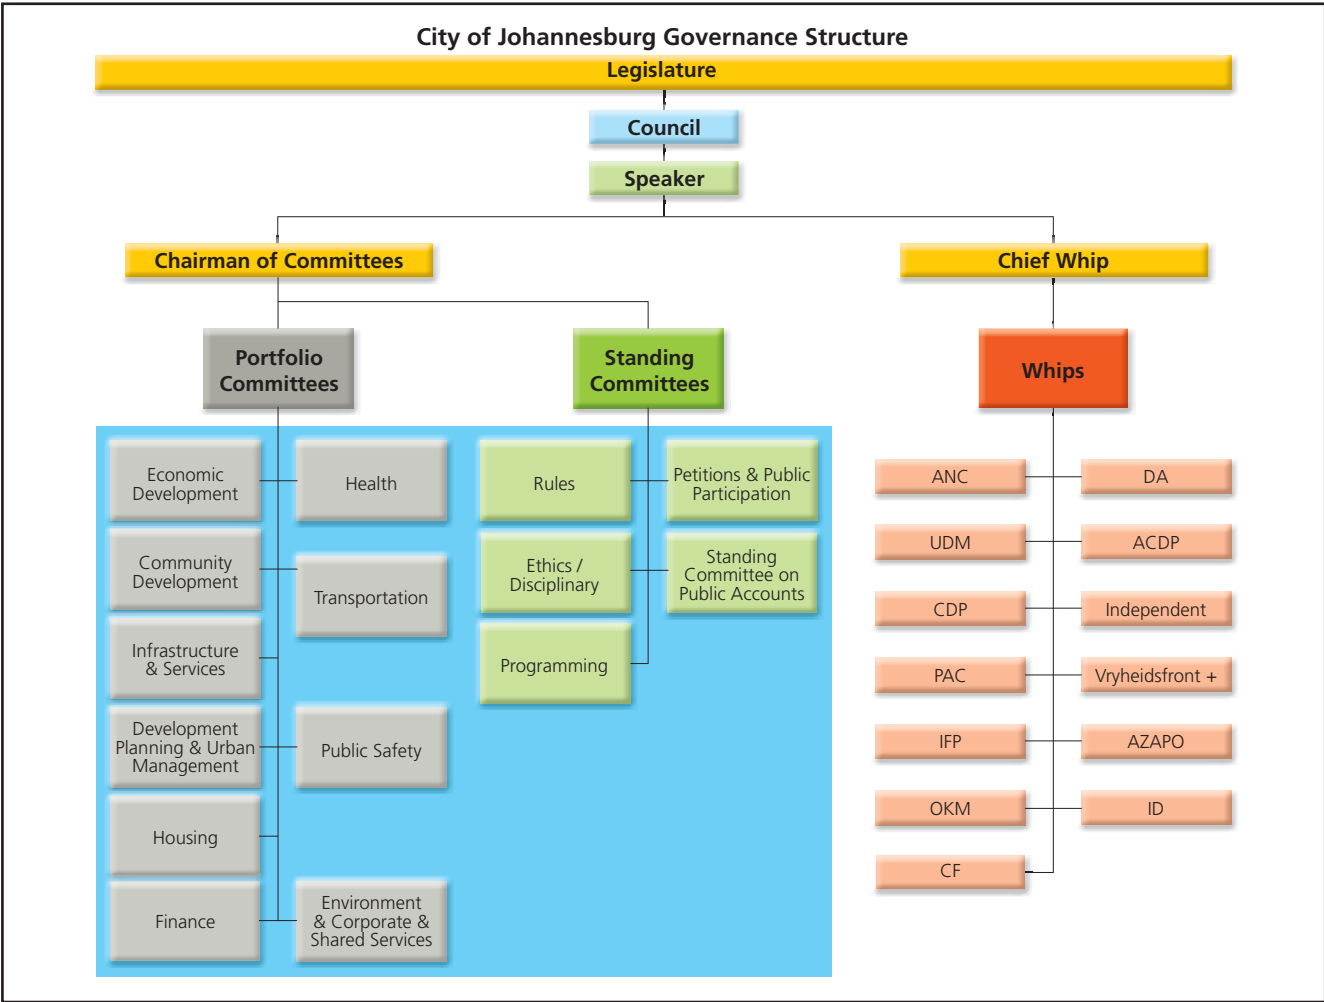 City of Johannesburg Governance Structure
Legislature
Council
Speaker
Chairman of Committees
Chief Whip
Portfolio
Committees
Standing
Committees
Whips
Economic
Development
Health
Community
Development
Transportation
Infrastructure
& Services
Development
Planning & Urban
Management
Public Safety
Housing
Finance
Environment
& Corporate &
Shared Services
Rules
Petitions & Public
Participation
Ethics /
Disciplinary
Standing
Committee on
Public Accounts
Programming
ANC
DA
UDM
ACDP
CDP
Independent
PAC
Vryheidsfront +
IFP
AZAPO
OKM
ID
CF